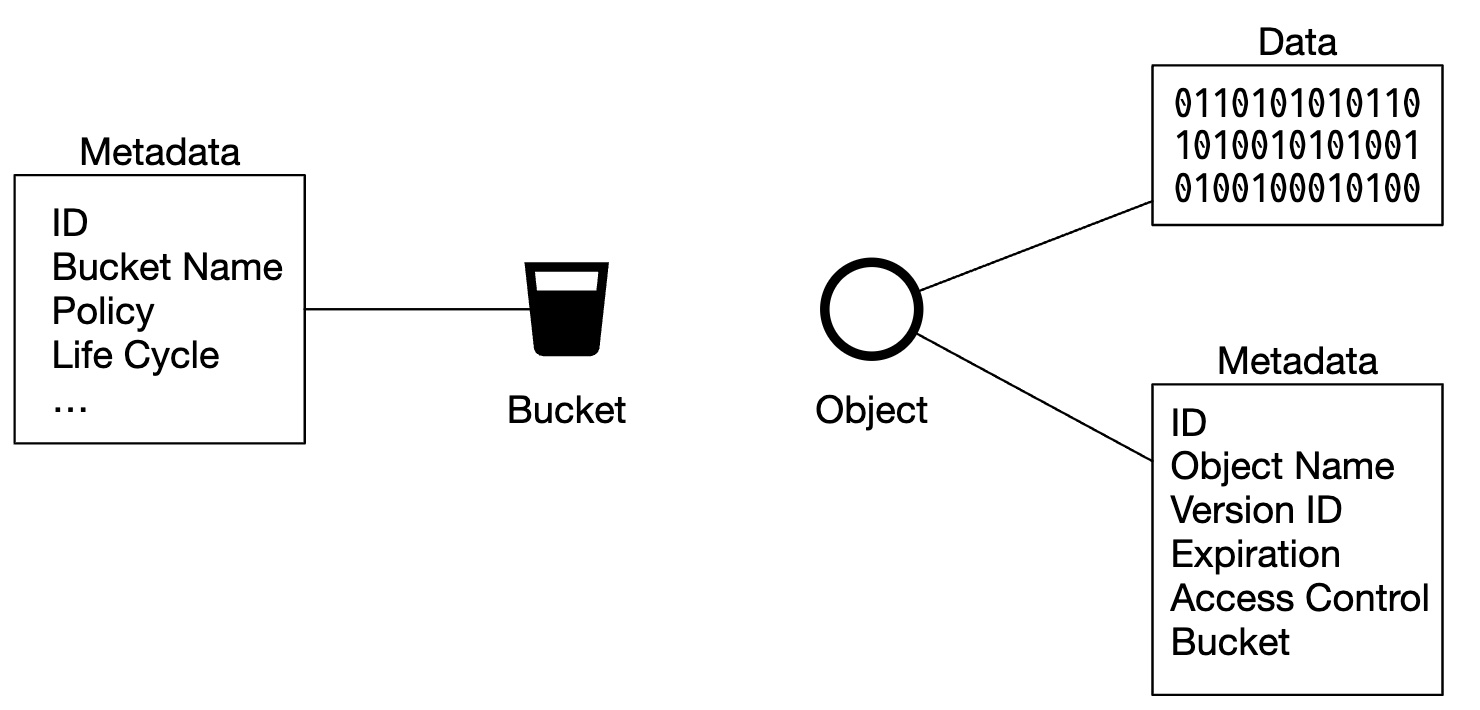 Metadata
ID
Bucket Name
Policy
Life Cycle
...
Bucket
Object
Data
0110101010110
1010010101001
0100100010100
Metadata
ID
Object Name
Version ID
Expiration
Access Control
Bucket